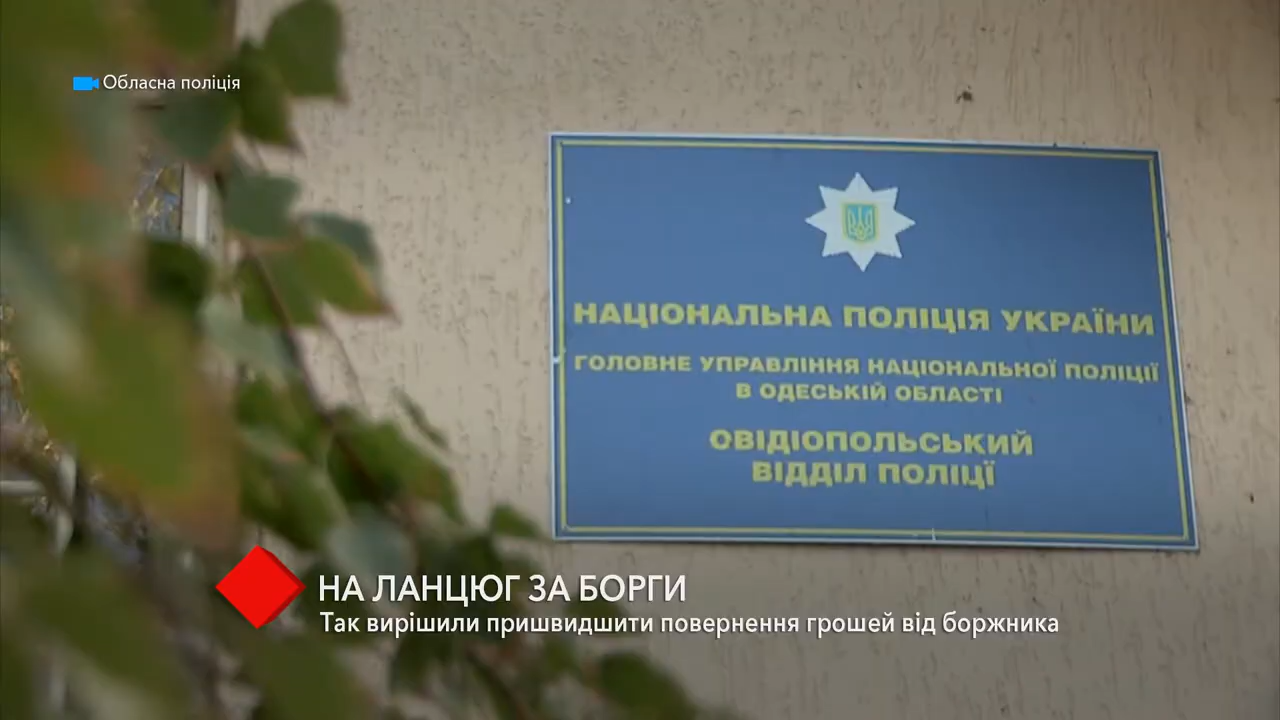 Обласна поліція
НАЦІОНАЛЬНА ПОЛІЦІЯ УКРАЇНИ
ГОЛОВНЕ УПРАВЛІННЯ НАЦІОНАЛЬНОЇ ПОЛІЦІЇ
В ОДЕСЬКІЙ ОБЛАСТІ
ОВІДІОПОЛЬСЬКИЙ
ВІДДІЛ ПОЛІЦІЇ
НА ЛАНЦЮГ ЗА БОРГИ
Так вирішили пришвидшити повернення грошей від боржника